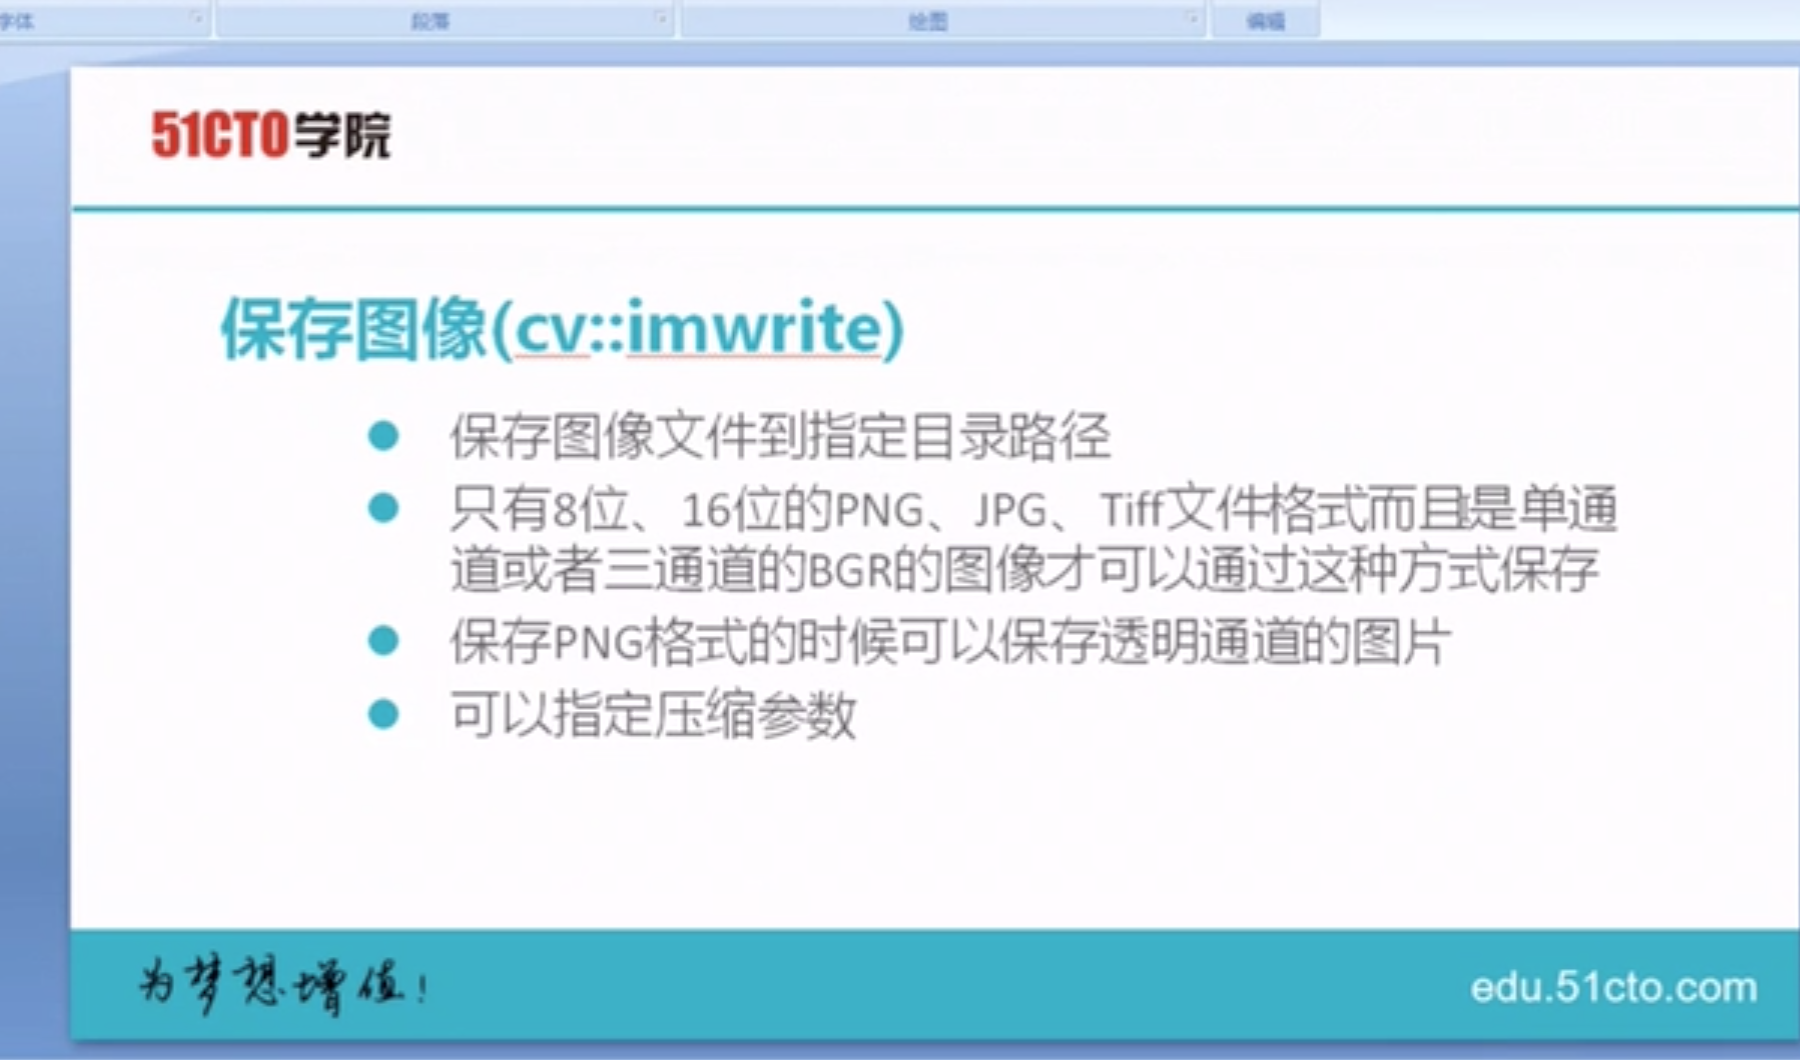 字体
段落
绘图
编辑
51CTO学院
保存图像(cv::imwrite)
保存图像文件到指定目录路径
只有8位、16位的PNG、JPG、Tiff文件格式而且是单通
道或者三通道的BGR的图像才可以通过这种方式保存
保存PNG格式的时候可以保存透明通道的图片
可以指定压缩参数
为梦想增值!
edu.51cto.com